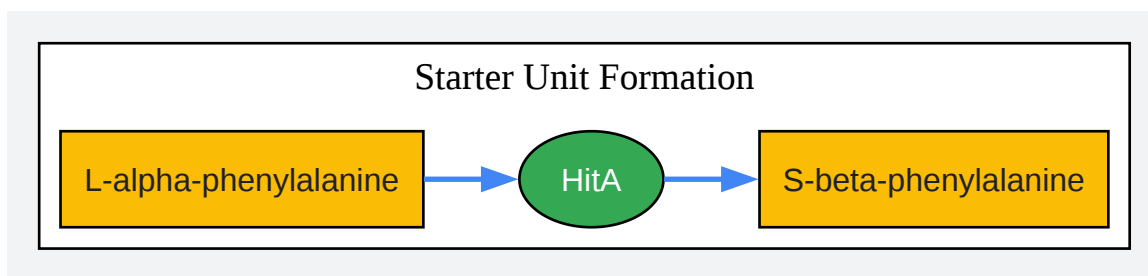 Starter Unit Formation
L-alpha-phenylalanine
HitA
S-beta-phenylalanine